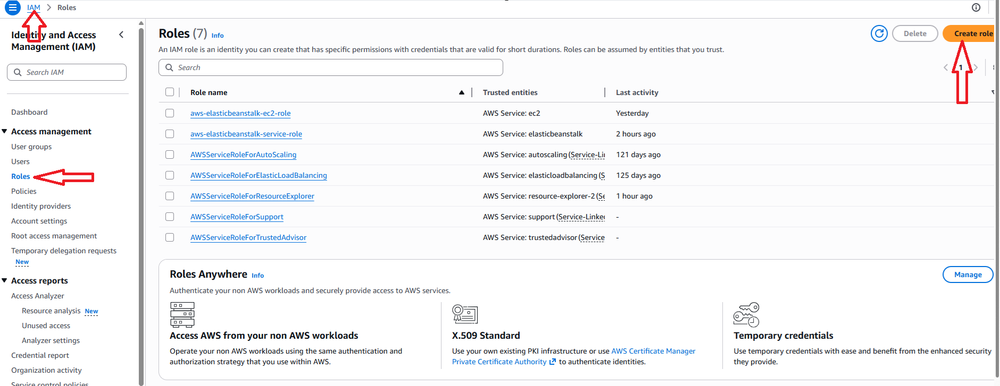 IAM > Roles
Identity and Access
Management (IAM)
Search IAM
Dashboard
Access management
User groups
Users
Roles
Policies
Identity providers
Account settings
Root access management
Temporary delegation requests
New
Access reports
Access Analyzer
Resource analysis New
Unused access
Analyzer settings
Credential report
Organization activity
Service control policies
Roles (7) Info
Delete
Create role
An IAM role is an identity you can create that has specific permissions with credentials that are valid for short durations. Roles can be assumed by entities that you trust.
Search
1
Role name Trusted entities Last activity
aws-elasticbeanstalk-ec2-role AWS Service: ec2 Yesterday
aws-elasticbeanstalk-service-role AWS Service: elasticbeanstalk 2 hours ago
AWSServiceRoleForAutoScaling AWS Service: autoscaling (Service-Li 121 days ago
AWSServiceRoleForElasticLoadBalancing AWS Service: elasticloadbalancing (S 125 days ago
AWSServiceRoleForResourceExplorer AWS Service: resource-explorer-2 (Se 1 hour ago
AWSServiceRoleForSupport AWS Service: support (Service-Linke -
AWSServiceRoleForTrustedAdvisor AWS Service: trustedadvisor (Service -
Roles Anywhere Info
Manage
Authenticate your non AWS workloads and securely provide access to AWS services.
Access AWS from your non AWS workloads
Operate your non AWS workloads using the same authentication and
authorization strategy that you use within AWS.
X.509 Standard
Use your own existing PKI infrastructure or use AWS Certificate Manager
Private Certificate Authority to authenticate identities.
Temporary credentials
Use temporary credentials with ease and benefit from the enhanced security
they provide.